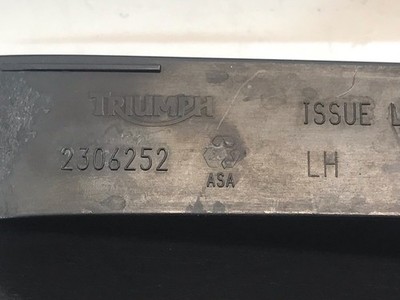 TRIUMPH
ISSUE
2306252
ASA
LH